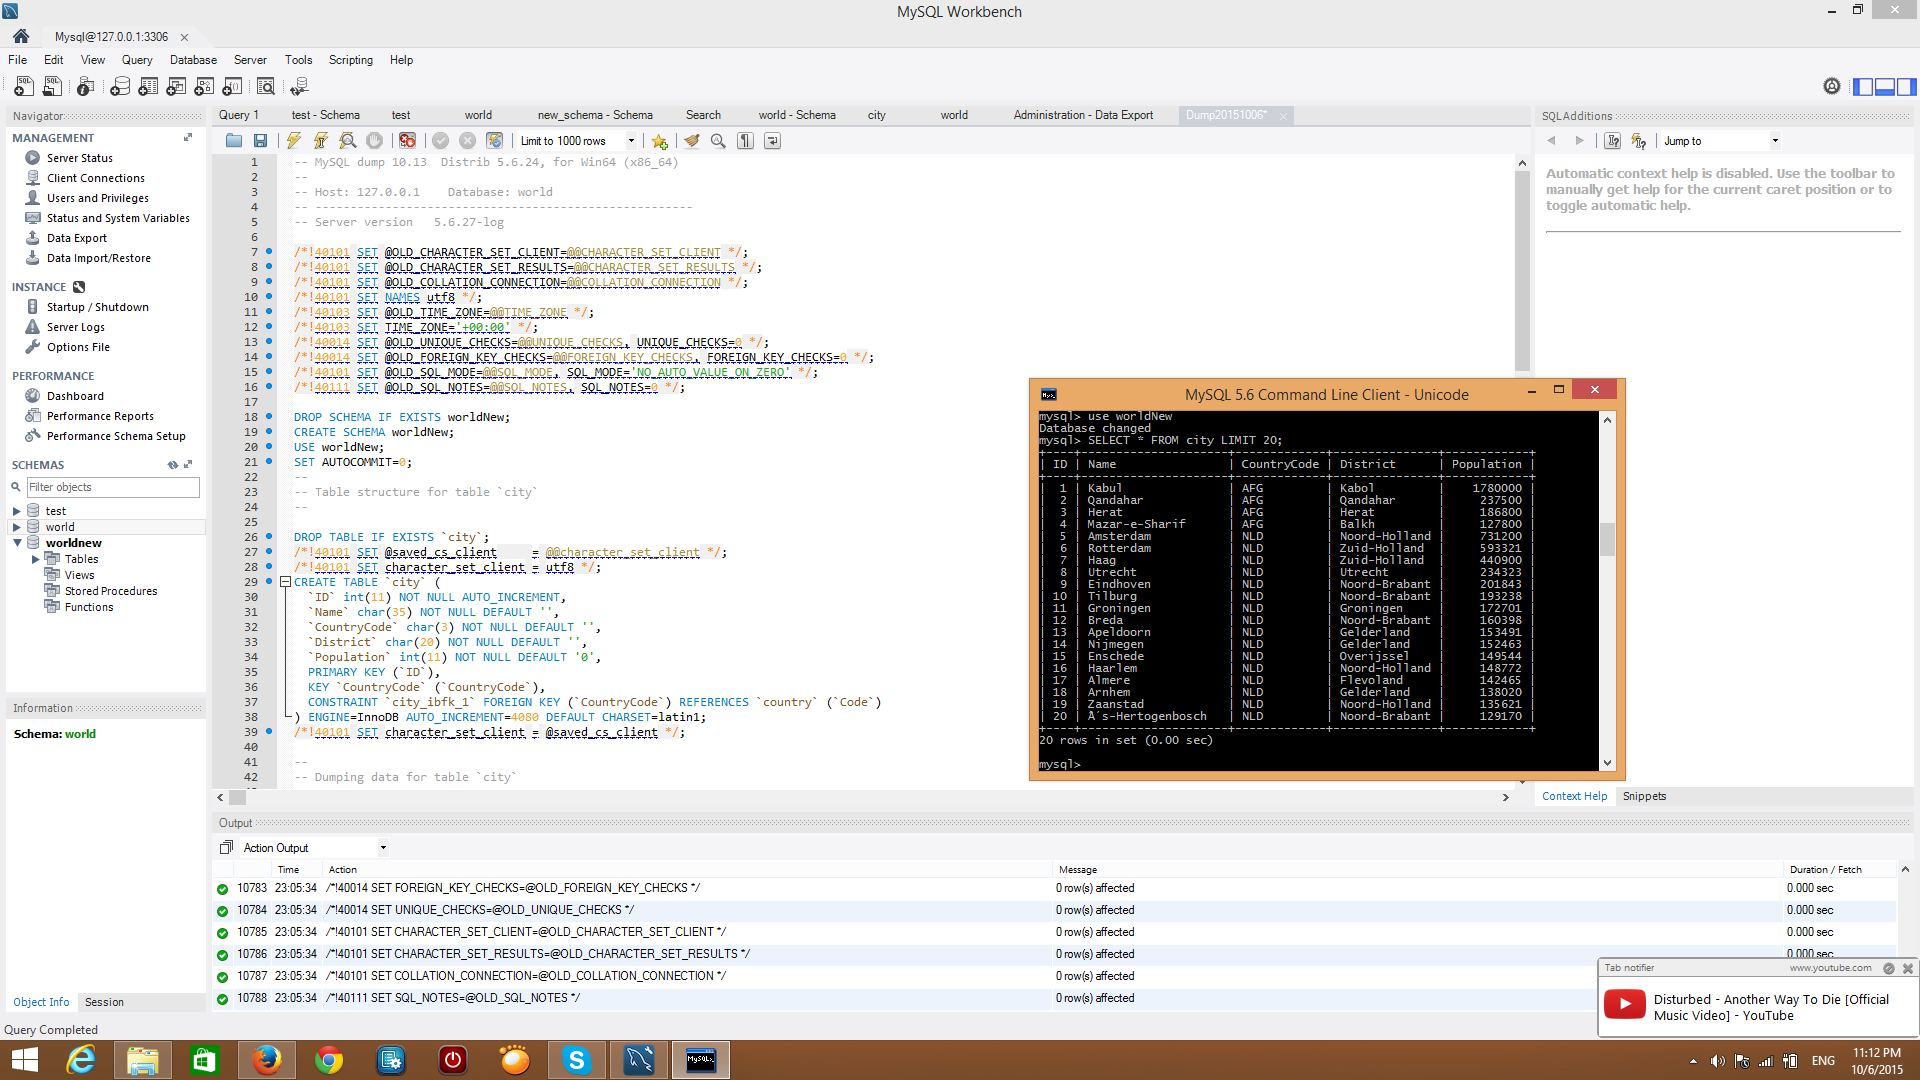 MySQL Workbench
Mysql@127.0.0.1:3306
File Edit View Query Database Server Tools Scripting Help
Navigator
MANAGEMENT
Server Status
Client Connections
Users and Privileges
Status and System Variables
Data Export
Data Import/Restore
INSTANCE
Startup / Shutdown
Server Logs
Options File
PERFORMANCE
Dashboard
Performance Reports
Performance Schema Setup
SCHEMAS
Filter objects
test
world
worldnew
Tables
Views
Stored Procedures
Functions
Information
Schema: world
Object Info Session
Query Completed
Query 1 test - Schema test world new_schema - Schema Search world - Schema city world Administration - Data Export Dump20151006*
Limit to 1000 rows
1 -- MySQL dump 10.13  Distrib 5.6.24, for Win64 (x86_64)
2 --
3 -- Host: 127.0.0.1    Database: world
4 -- ------------------------------------------------------
5 -- Server version   5.6.27-log
6
7 /*!40101 SET @OLD_CHARACTER_SET_CLIENT=@@CHARACTER_SET_CLIENT */;
8 /*!40101 SET @OLD_CHARACTER_SET_RESULTS=@@CHARACTER_SET_RESULTS */;
9 /*!40101 SET @OLD_COLLATION_CONNECTION=@@COLLATION_CONNECTION */;
10 /*!40101 SET NAMES utf8 */;
11 /*!40103 SET @OLD_TIME_ZONE=@@TIME_ZONE */;
12 /*!40103 SET TIME_ZONE='+00:00' */;
13 /*!40014 SET @OLD_UNIQUE_CHECKS=@@UNIQUE_CHECKS, UNIQUE_CHECKS=0 */;
14 /*!40014 SET @OLD_FOREIGN_KEY_CHECKS=@@FOREIGN_KEY_CHECKS, FOREIGN_KEY_CHECKS=0 */;
15 /*!40101 SET @OLD_SQL_MODE=@@SQL_MODE, SQL_MODE='NO_AUTO_VALUE_ON_ZERO' */;
16 /*!40111 SET @OLD_SQL_NOTES=@@SQL_NOTES, SQL_NOTES=0 */;
17
18 DROP SCHEMA IF EXISTS worldNew;
19 CREATE SCHEMA worldNew;
20 USE worldNew;
21 SET AUTOCOMMIT=0;
22 --
23 -- Table structure for table `city`
24 --
25
26 DROP TABLE IF EXISTS `city`;
27 /*!40101 SET @saved_cs_client     = @@character_set_client */;
28 /*!40101 SET character_set_client = utf8 */;
29 CREATE TABLE `city` (
30 `ID` int(11) NOT NULL AUTO_INCREMENT,
31 `Name` char(35) NOT NULL DEFAULT '',
32 `CountryCode` char(3) NOT NULL DEFAULT '',
33 `District` char(20) NOT NULL DEFAULT '',
34 `Population` int(11) NOT NULL DEFAULT '0',
35 PRIMARY KEY (`ID`),
36 KEY `CountryCode` (`CountryCode`),
37 CONSTRAINT `city_ibfk_1` FOREIGN KEY (`CountryCode`) REFERENCES `country` (`Code`)
38 ) ENGINE=InnoDB AUTO_INCREMENT=4080 DEFAULT CHARSET=latin1;
39 /*!40101 SET character_set_client = @saved_cs_client */;
40
41 --
42 -- Dumping data for table `city`
SQLAdditions
Jump to
Automatic context help is disabled. Use the toolbar to
manually get help for the current caret position or to
toggle automatic help.
Context Help Snippets
MySQL 5.6 Command Line Client - Unicode
mysql> use worldNew
Database changed
mysql> SELECT * FROM city LIMIT 20;
| ID | Name | CountryCode | District | Population |
| 1 | Kabul | AFG | Kabol | 1780000 |
| 2 | Qandahar | AFG | Qandahar | 237500 |
| 3 | Herat | AFG | Herat | 186800 |
| 4 | Mazar-e-Sharif | AFG | Balkh | 127800 |
| 5 | Amsterdam | NLD | Noord-Holland | 731200 |
| 6 | Rotterdam | NLD | Zuid-Holland | 593321 |
| 7 | Haag | NLD | Zuid-Holland | 440900 |
| 8 | Utrecht | NLD | Utrecht | 234323 |
| 9 | Eindhoven | NLD | Noord-Brabant | 201843 |
| 10 | Tilburg | NLD | Noord-Brabant | 193238 |
| 11 | Groningen | NLD | Groningen | 172701 |
| 12 | Breda | NLD | Noord-Brabant | 160398 |
| 13 | Apeldoorn | NLD | Gelderland | 153491 |
| 14 | Nijmegen | NLD | Gelderland | 152463 |
| 15 | Enschede | NLD | Overijssel | 149544 |
| 16 | Haarlem | NLD | Noord-Holland | 148772 |
| 17 | Almere | NLD | Flevoland | 142465 |
| 18 | Arnhem | NLD | Gelderland | 138020 |
| 19 | Zaanstad | NLD | Noord-Holland | 135621 |
| 20 | Â´s-Hertogenbosch | NLD | Noord-Brabant | 129170 |
20 rows in set (0.00 sec)
mysql>
Output
Action Output
Time Action Message Duration / Fetch
10783 23:05:34 /*!40014 SET FOREIGN_KEY_CHECKS=@OLD_FOREIGN_KEY_CHECKS */ 0 row(s) affected 0.000 sec
10784 23:05:34 /*!40014 SET UNIQUE_CHECKS=@OLD_UNIQUE_CHECKS */ 0 row(s) affected 0.000 sec
10785 23:05:34 /*!40101 SET CHARACTER_SET_CLIENT=@OLD_CHARACTER_SET_CLIENT */ 0 row(s) affected 0.000 sec
10786 23:05:34 /*!40101 SET CHARACTER_SET_RESULTS=@OLD_CHARACTER_SET_RESULTS */ 0 row(s) affected 0.000 sec
10787 23:05:34 /*!40101 SET COLLATION_CONNECTION=@OLD_COLLATION_CONNECTION */ 0 row(s) affected
10788 23:05:34 /*!40111 SET SQL_NOTES=@OLD_SQL_NOTES */ 0 row(s) affected
Tab notifier www.youtube.com
Disturbed - Another Way To Die [Official
Music Video] - YouTube
ENG 11:12 PM
10/6/2015